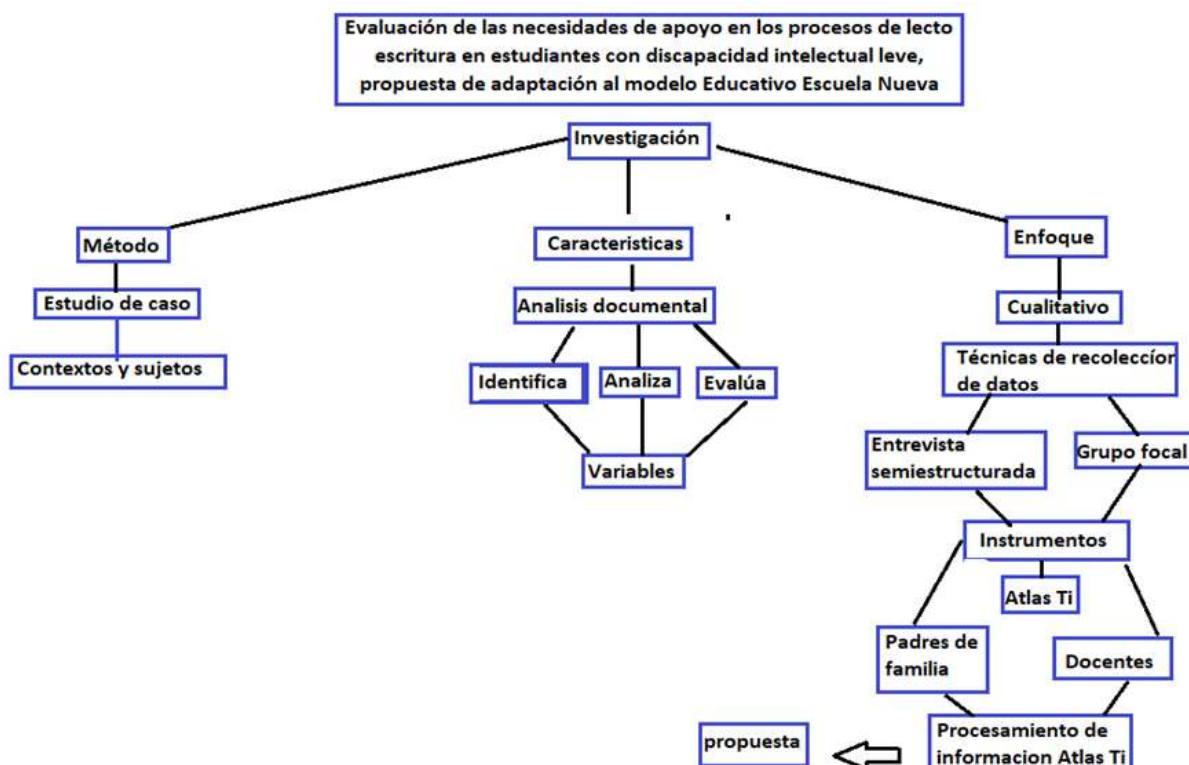 Evaluación de las necesidades de apoyo en los procesos de lecto
escritura en estudiantes con discapacidad intelectual leve,
propuesta de adaptación al modelo Educativo Escuela Nueva
Investigación
Método
Caracteristicas
Enfoque
Estudio de caso
Analisis documental
Cualitativo
Contextos y sujetos
Identifica
Analiza
Evalúa
Técnicas de recoleccíor
de datos
Variables
Entrevista
semiestructurada
Grupo focal
Instrumentos
Atlas Ti
Padres de
familia
Docentes
propuesta
Procesamiento de
informacion Atlas Ti